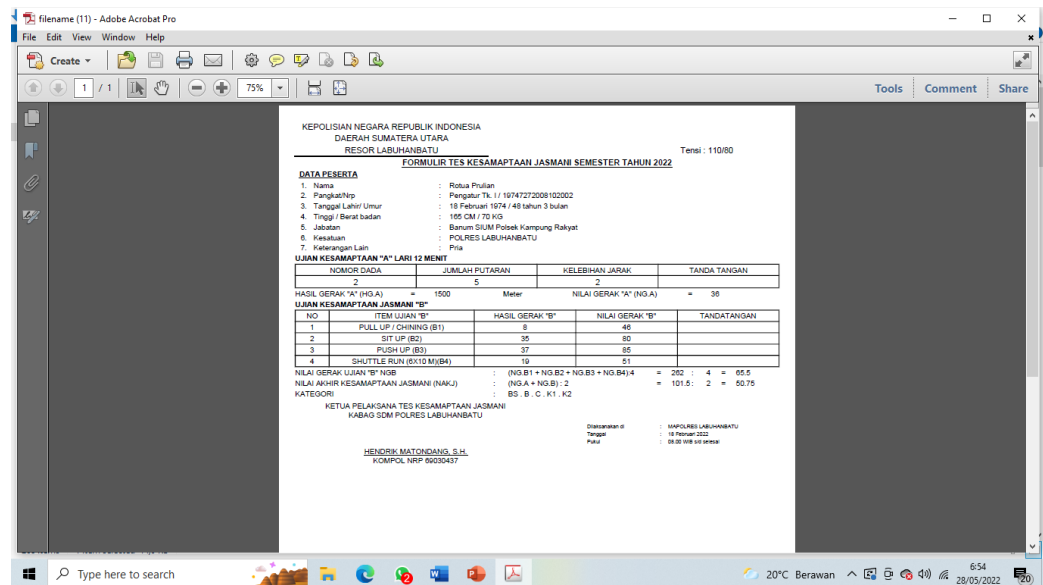 filename (11) - Adobe Acrobat Pro
File Edit View Window Help
Create
1 / 1 75% Tools Comment Share
KEPOLISIAN NEGARA REPUBLIK INDONESIA
DAERAH SUMATERA UTARA
RESOR LABUHANBATU Tensi : 110/80
FORMULIR TES KESAMAPTAAN JASMANI SEMESTER TAHUN 2022
DATA PESERTA
1. Nama : Rotua Prulian
2. Pangkat/Nrp : Pengatur Tk. I / 19747272008102002
3. Tanggal Lahir/ Umur : 18 Februari 1974 / 48 tahun 3 bulan
4. Tinggi / Berat badan : 165 CM / 70 KG
5. Jabatan : Banum SIUM Polsek Kampung Rakyat
6. Kesatuan : POLRES LABUHANBATU
7. Keterangan Lain : Pria
UJIAN KESAMAPTAAN "A" LARI 12 MENIT
NOMOR DADA JUMLAH PUTARAN KELEBIHAN JARAK TANDA TANGAN
2 5 2
HASIL GERAK "A" (HG.A) = 1500 Meter NILAI GERAK "A" (NG.A) = 36
UJIAN KESAMAPTAAN JASMANI "B"
NO ITEM UJIAN "B" HASIL GERAK "B" NILAI GERAK "B" TANDATANGAN
1 PULL UP / CHINING (B1) 8 46
2 SIT UP (B2) 35 80
3 PUSH UP (B3) 37 85
4 SHUTTLE RUN (6X10 M)(B4) 19 51
NILAI GERAK UJIAN "B" NGB : (NG.B1 + NG.B2 + NG.B3 + NG.B4):4 = 262 : 4 = 65.5
NILAI AKHIR KESAMAPTAAN JASMANI (NAKJ) : (NG.A + NG.B) : 2 = 101.5 : 2 = 50.75
KATEGORI : BS . B . C . K1 . K2
KETUA PELAKSANA TES KESAMAPTAAN JASMANI
KABAG SDM POLRES LABUHANBATU
Dilaksanakan di : MAPOLRES LABUHANBATU
Tanggal : 18 Februari 2022
Pukul : 08.00 WIB s/d selesai
HENDRIK MATONDANG, S.H.
KOMPOL NRP 69030437
Type here to search
20°C Berawan 6:54
28/05/2022
20